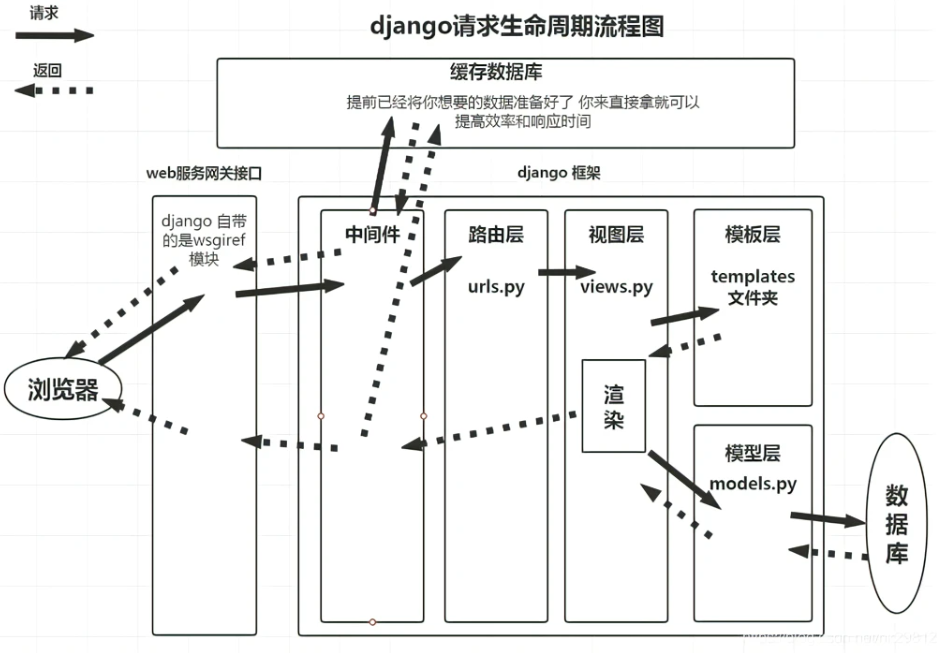 请求
django请求生命周期流程图
返回
缓存数据库
提前已经将你想要的数据准备好了 你来直接拿就可以
提高效率和响应时间
web服务网关接口
django 框架
django 自带
的是wsgiref
模块
中间件
路由层
urls.py
视图层
views.py
模板层
templates
文件夹
浏览器
渲
染
模型层
models.py
数
据
库